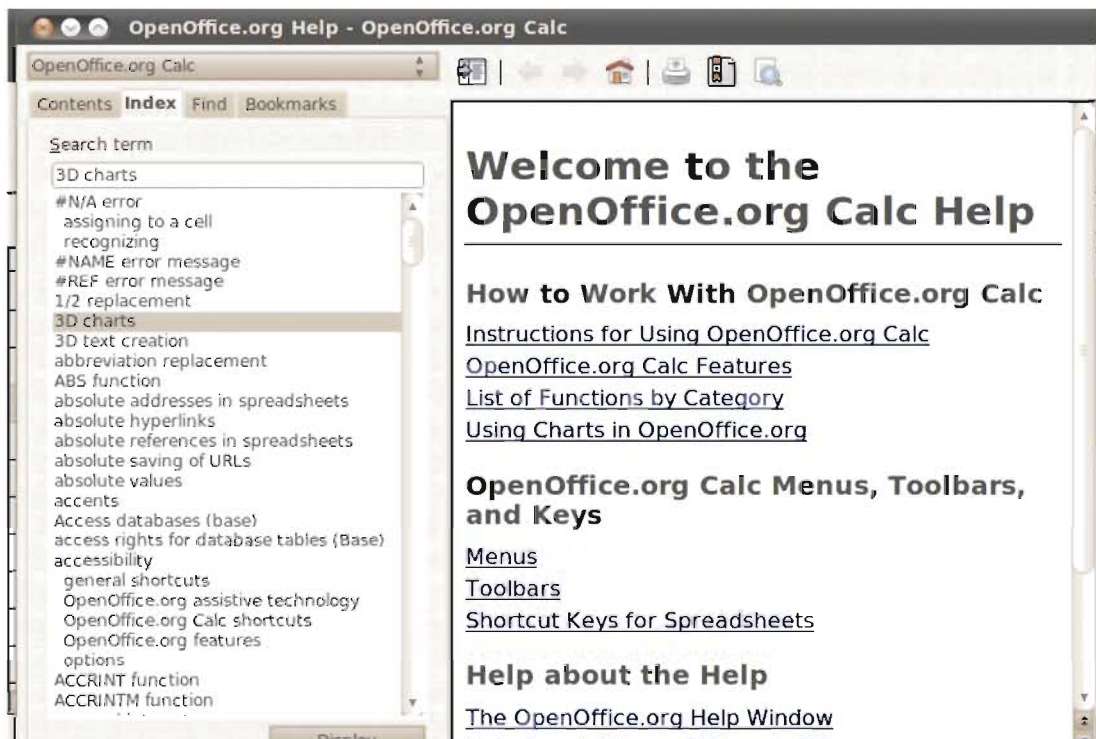 OpenOffice.org Help - OpenOffice.org Calc
OpenOffice.org Calc
Contents Index Find Bookmarks
Search term
3D charts
#N/A error
assigning to a cell
recognizing
#NAME error message
#REF error message
1/2 replacement
3D charts
3D text creation
abbreviation replacement
ABS function
absolute addresses in spreadsheets
absolute hyperlinks
absolute references in spreadsheets
absolute saving of URLs
absolute values
accents
Access databases (base)
access rights for database tables (Base)
accessibility
general shortcuts
OpenOffice.org assistive technology
OpenOffice.org Calc shortcuts
OpenOffice.org features
options
ACCRINT function
ACCRINTM function
Display
Welcome to the
OpenOffice.org Calc Help
How to Work With OpenOffice.org Calc
Instructions for Using OpenOffice.org Calc
OpenOffice.org Calc Features
List of Functions by Category
Using Charts in OpenOffice.org
OpenOffice.org Calc Menus, Toolbars,
and Keys
Menus
Toolbars
Shortcut Keys for Spreadsheets
Help about the Help
The OpenOffice.org Help Window